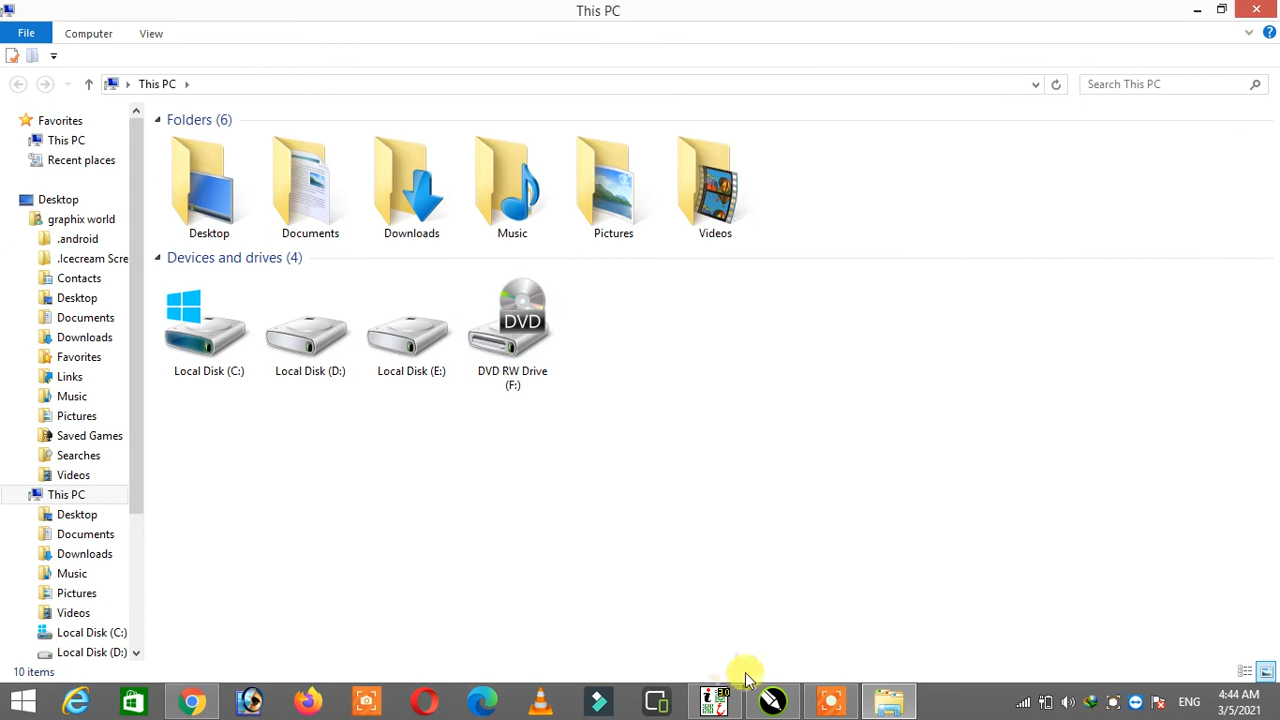 This PC
File
Computer
View
This PC
Search This PC
Favorites
This PC
Recent places
Desktop
graphix world
.android
.Icecream Scre
Contacts
Desktop
Documents
Downloads
Favorites
Links
Music
Pictures
Saved Games
Searches
Videos
This PC
Desktop
Documents
Downloads
Music
Pictures
Videos
Local Disk (C:)
Local Disk (D:)
Folders (6)
Desktop
Documents
Downloads
Music
Pictures
Videos
Devices and drives (4)
DVD
Local Disk (C:)
Local Disk (D:)
Local Disk (E:)
DVD RW Drive
(F:)
10 items
3.0
ENG
4:44 AM
3/5/2021